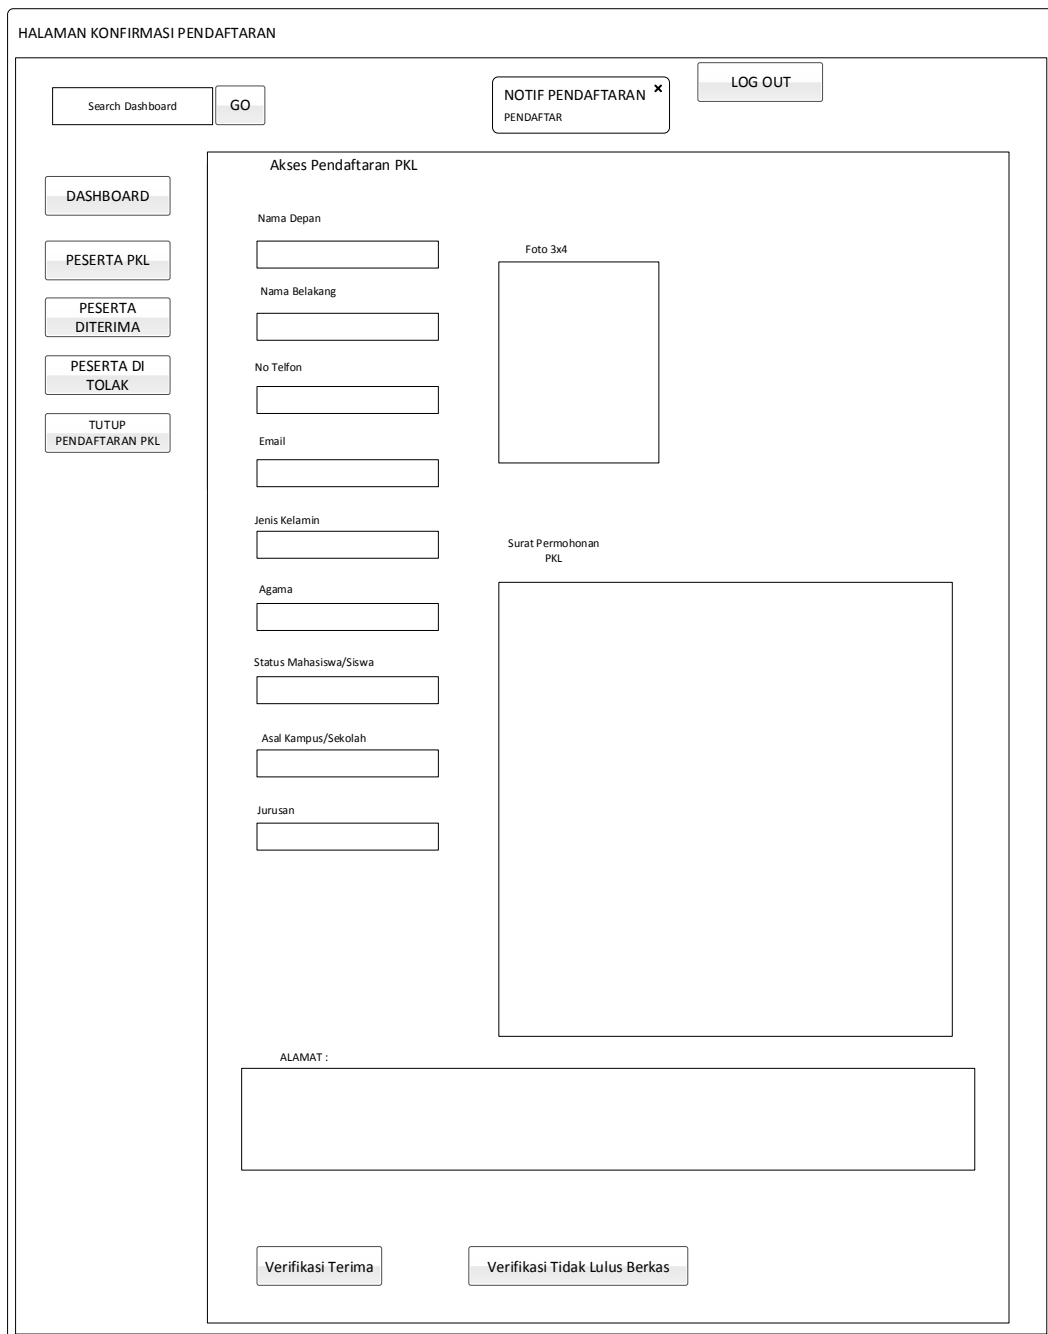 HALAMAN KONFIRMASI PENDAFTARAN
LOG OUT
Search Dashboard
GO
NOTIF PENDAFTARAN
PENDAFTAR
DASHBOARD
PESERTA PKL
PESERTA
DITERIMA
PESERTA DI
TOLAK
TUTUP
PENDAFTARAN PKL
Akses Pendaftaran PKL
Nama Depan
Nama Belakang
No Telfon
Email
Jenis Kelamin
Agama
Status Mahasiswa/Siswa
Asal Kampus/Sekolah
Jurusan
Foto 3x4
Surat Permohonan
PKL
ALAMAT :
Verifikasi Terima
Verifikasi Tidak Lulus Berkas